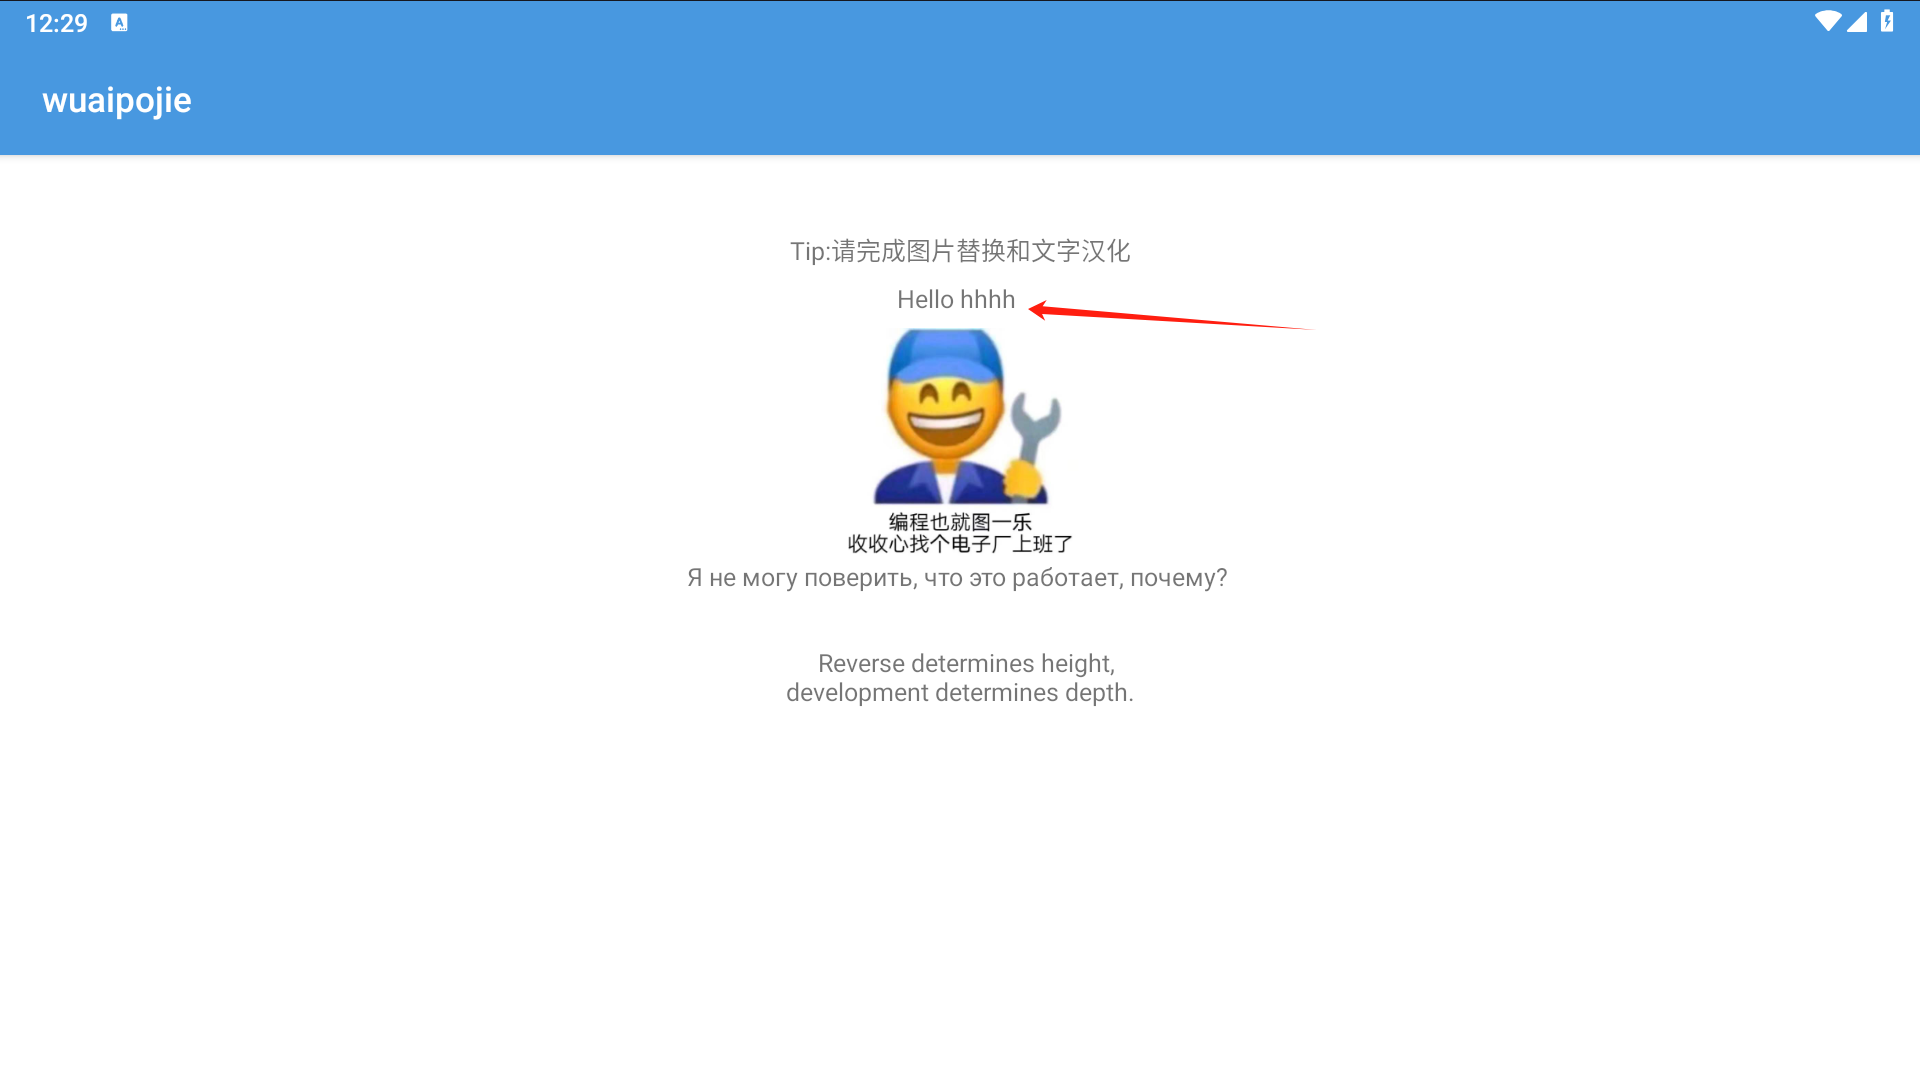 12:29
wuaipojie
Tip:请完成图片替换和文字汉化
Hello hhhh
编程也就图一乐
收收心找个电子厂上班了
Я не могу поверить, что это работает, почему?
Reverse determines height,
development determines depth.